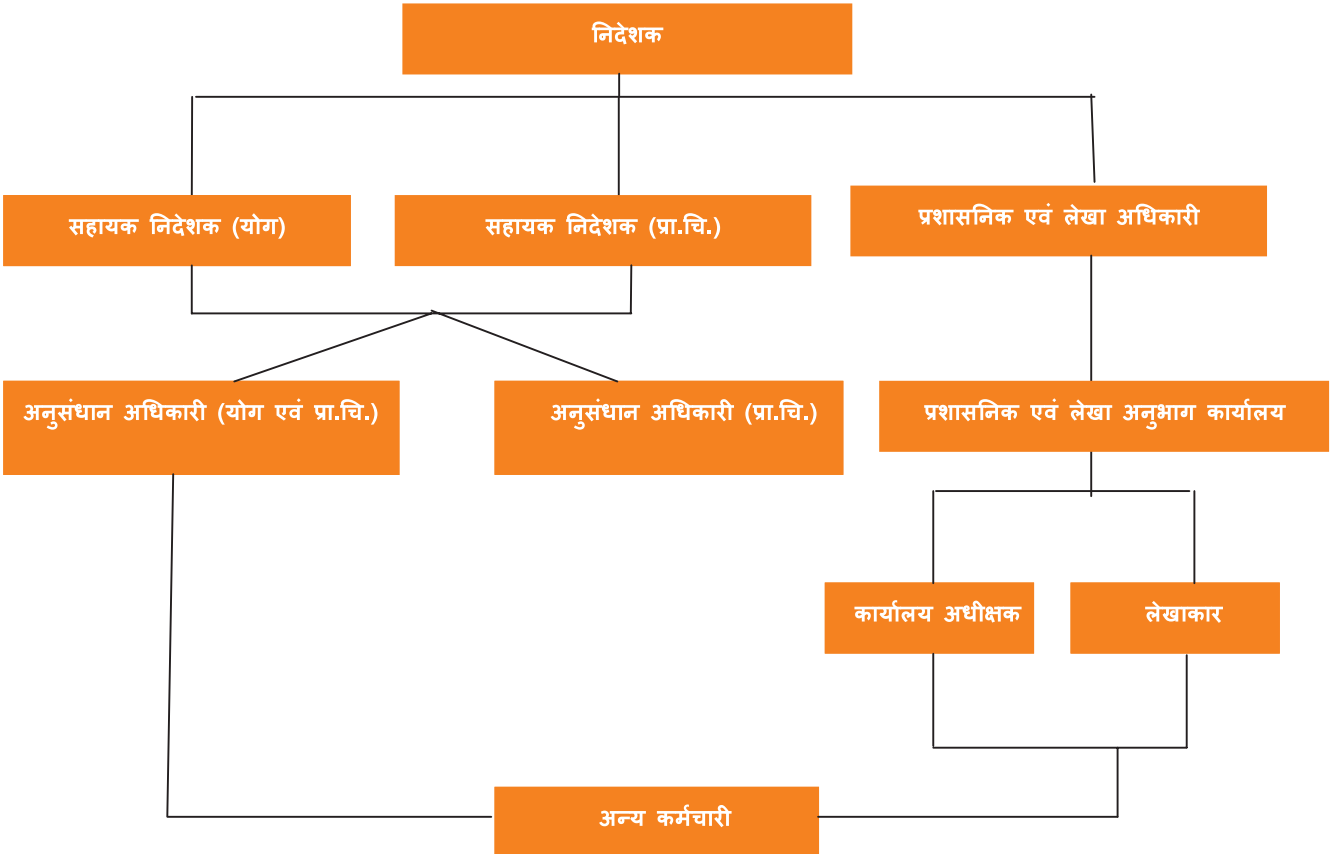 निदेशक
सहायक निदेशक (योग)
सहायक निदेशक (प्रा.चि.)
प्रशासनिक एवं लेखा अधिकारी
अनुसंधान अधिकारी (योग एवं प्रा.चि.)
अनुसंधान अधिकारी (प्रा.चि.)
प्रशासनिक एवं लेखा अनुभाग कार्यालय
कार्यालय अधीक्षक
लेखाकार
अन्य कर्मचारी